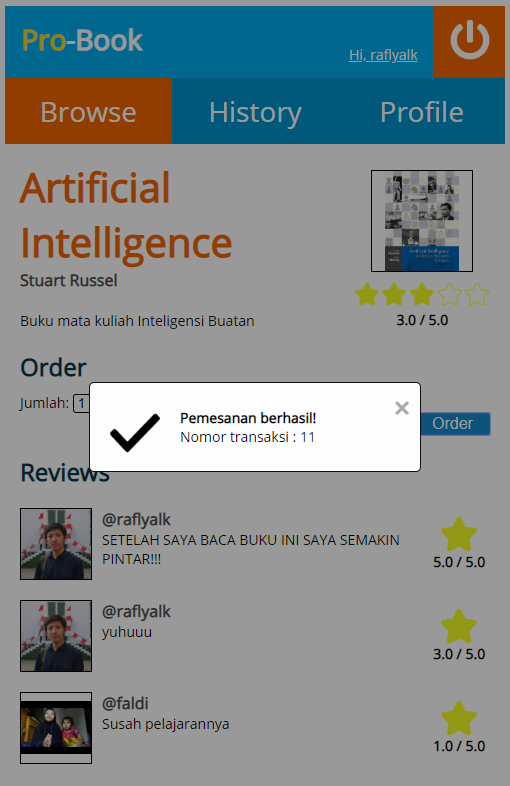 Pro-Book
Hi, raflyalk
Browse
History
Profile
Artificial
Intelligence
Stuart Russel
3.0 / 5.0
Buku mata kuliah Inteligensi Buatan
Order
Jumlah: 1
Pemesanan berhasil!
×
Nomor transaksi : 11
Order
Reviews
@raflyalk
SETELAH SAYA BACA BUKU INI SAYA SEMAKIN
PINTAR!!!
5.0 / 5.0
@raflyalk
yuhuuu
3.0 / 5.0
@faldi
Susah pelajarannya
1.0 / 5.0